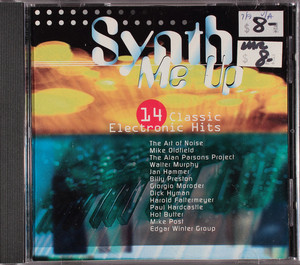 Synth
Me Up
$8-
$8-
14 Classic
Electronic Hits
The Art of Noise
Mike Oldfield
The Alan Parsons Project
Walter Murphy
Jan Hammer
Billy Preston
Giorgio Moroder
Dick Hyman
Harold Faltermeyer
Paul Hardcastle
Hot Butter
Mike Post
Edgar Winter Group